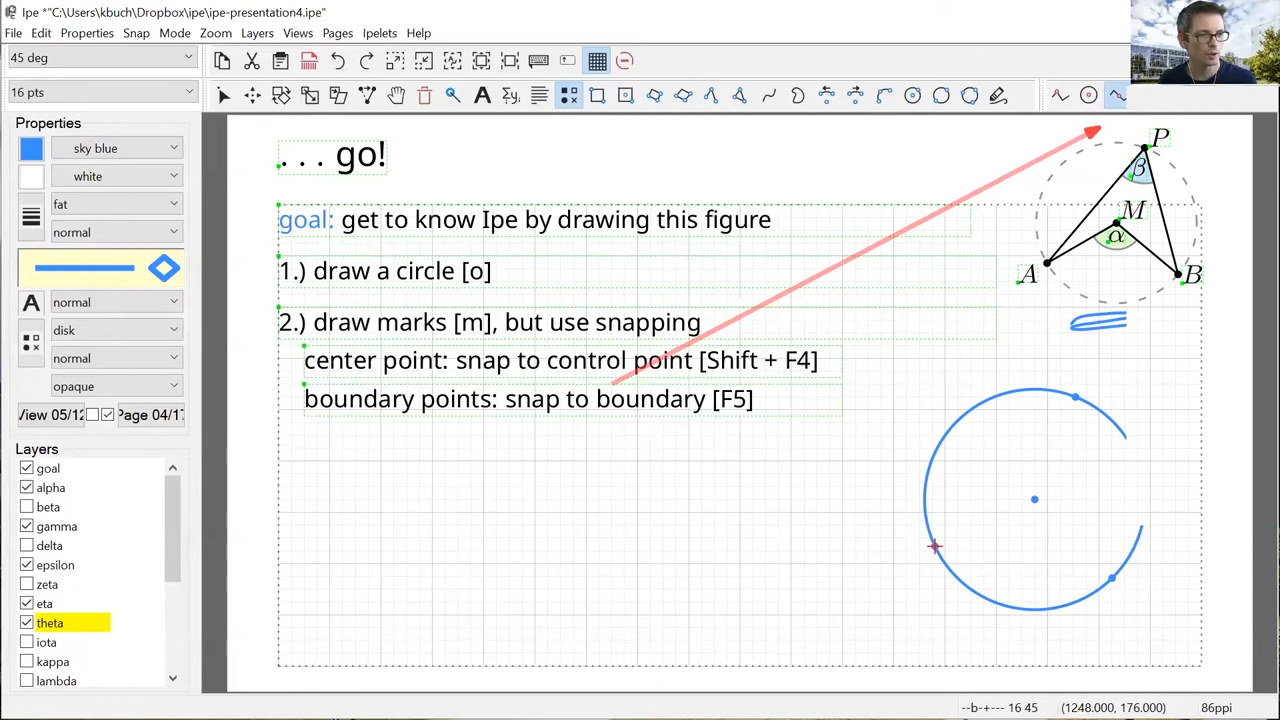 Ipe *"C:\Users\kbuch\Dropbox\ipe\ipe-presentation4.ipe"
File Edit Properties Snap Mode Zoom Layers Views Pages Ipelets Help
45 deg
16 pts
Properties
sky blue
white
fat
normal
A normal
disk
normal
opaque
View 05/12 Page 04/17
Layers
goal
alpha
beta
gamma
delta
epsilon
zeta
eta
theta
iota
kappa
lambda
. . . go!
goal: get to know Ipe by drawing this figure
1.) draw a circle [o]
2.) draw marks [m], but use snapping
center point: snap to control point [Shift + F4]
boundary points: snap to boundary [F5]
P
β
M
α
A
B
--b-+--- 16 45 (1248.000, 176.000) 86ppi